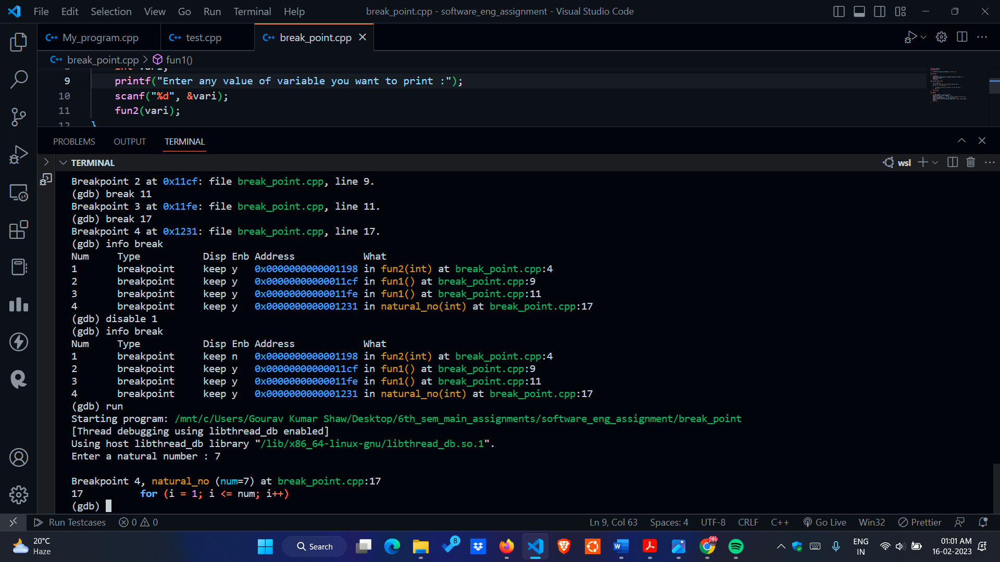 File Edit Selection View Go Run Terminal Help break_point.cpp - software_eng_assignment - Visual Studio Code
My_program.cpp test.cpp break_point.cpp
break_point.cpp > fun1()
8 int vari;
9 printf("Enter any value of variable you want to print :");
10 scanf("%d", &vari);
11 fun2(vari);
12 }
PROBLEMS OUTPUT TERMINAL
TERMINAL wsl
Breakpoint 2 at 0x11cf: file break_point.cpp, line 9.
(gdb) break 11
Breakpoint 3 at 0x11fe: file break_point.cpp, line 11.
(gdb) break 17
Breakpoint 4 at 0x1231: file break_point.cpp, line 17.
(gdb) info break
Num Type Disp Enb Address What
1 breakpoint keep y 0x0000000000001198 in fun2(int) at break_point.cpp:4
2 breakpoint keep y 0x00000000000011cf in fun1() at break_point.cpp:9
3 breakpoint keep y 0x00000000000011fe in fun1() at break_point.cpp:11
4 breakpoint keep y 0x0000000000001231 in natural_no(int) at break_point.cpp:17
(gdb) disable 1
(gdb) info break
Num Type Disp Enb Address What
1 breakpoint keep n 0x0000000000001198 in fun2(int) at break_point.cpp:4
2 breakpoint keep y 0x00000000000011cf in fun1() at break_point.cpp:9
3 breakpoint keep y 0x00000000000011fe in fun1() at break_point.cpp:11
4 breakpoint keep y 0x0000000000001231 in natural_no(int) at break_point.cpp:17
(gdb) run
Starting program: /mnt/c/Users/Gourav Kumar Shaw/Desktop/6th_sem_main_assignments/software_eng_assignment/break_point
[Thread debugging using libthread_db enabled]
Using host libthread_db library "/lib/x86_64-linux-gnu/libthread_db.so.1".
Enter a natural number : 7
Breakpoint 4, natural_no (num=7) at break_point.cpp:17
17 for (i = 1; i <= num; i++)
(gdb)
Run Testcases 0 0 Ln 9, Col 63 Spaces: 4 UTF-8 CRLF C++ Go Live Win32 Prettier
20°C
Haze
Search
8
ENG
IN
01:01 AM
16-02-2023